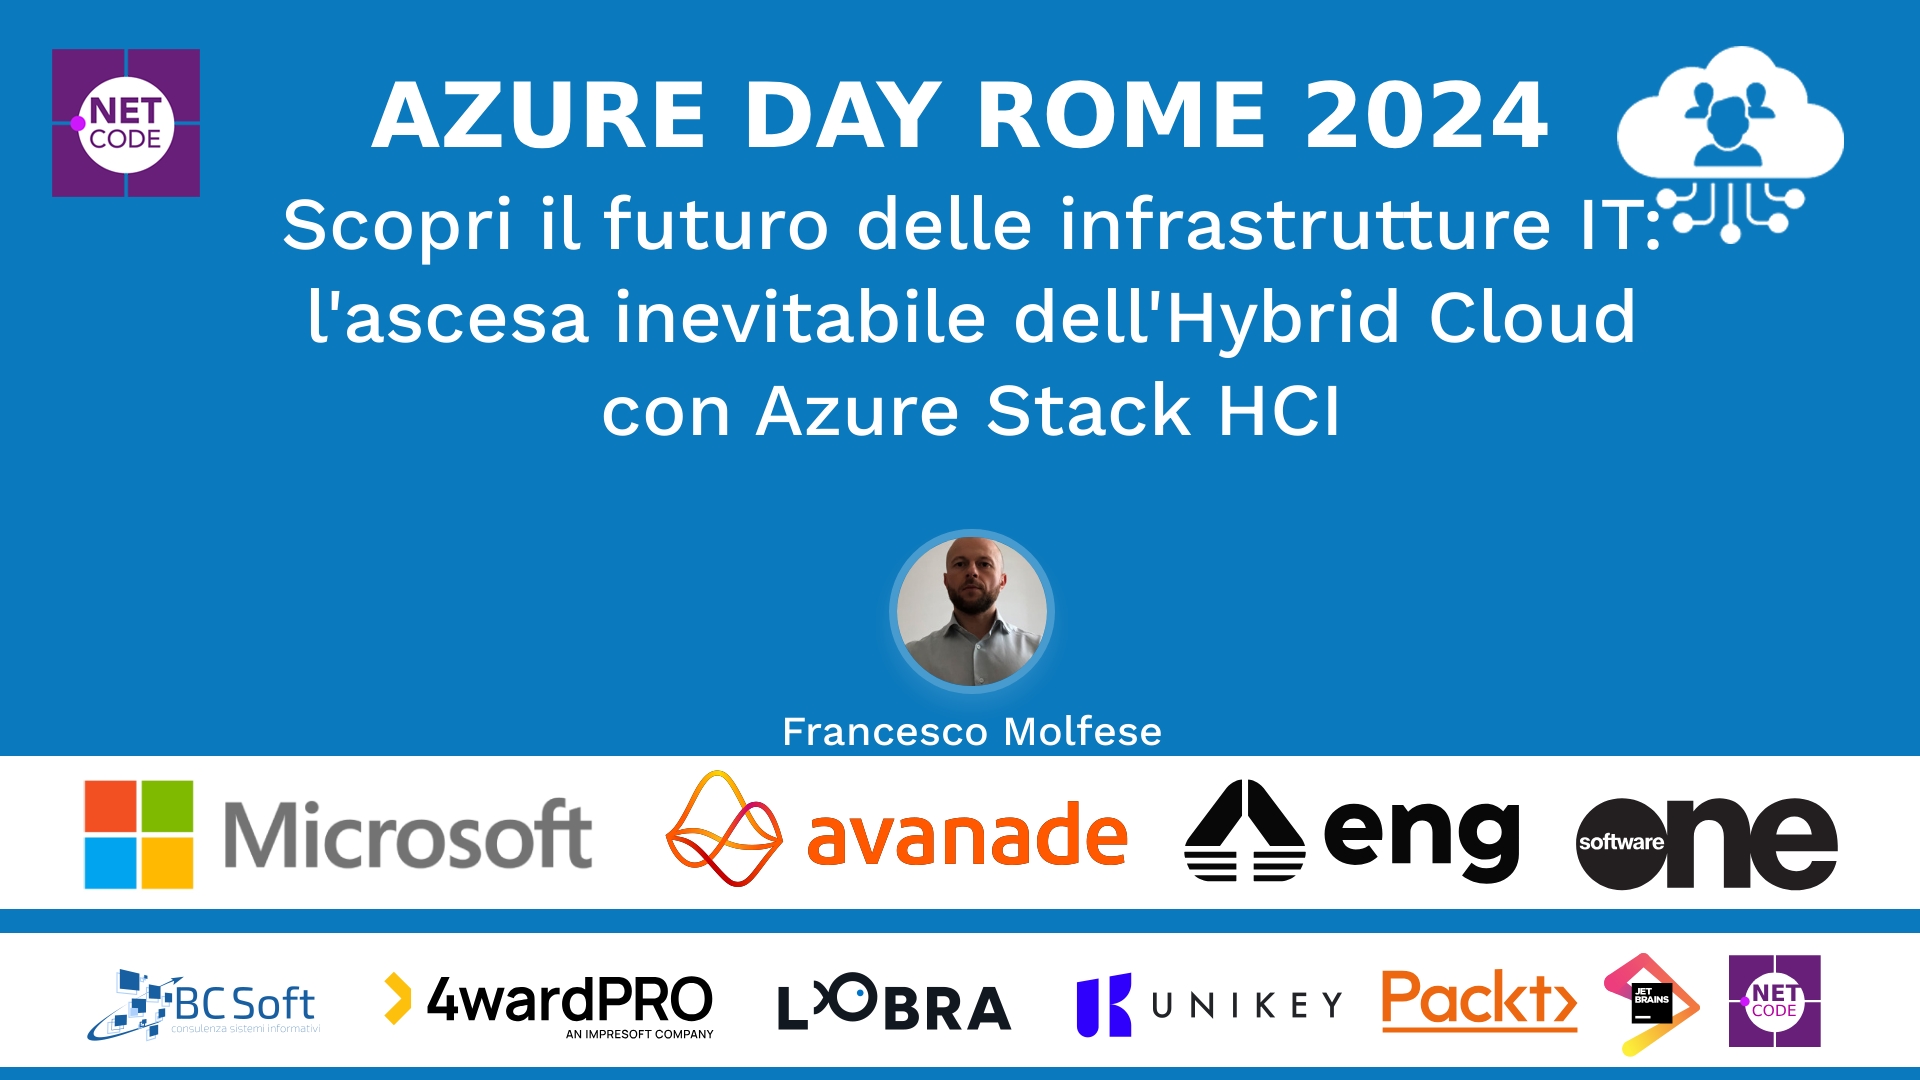 NET
CODE
AZURE DAY ROME 2024
Scopri il futuro delle infrastrutture IT:
l'ascesa inevitabile dell'Hybrid Cloud
con Azure Stack HCI
Francesco Molfese
Microsoft
avanade
eng
software one
BC Soft
consulenza sistemi informativi
4wardPRO
AN IMPRESOFT COMPANY
LOBRA
UNIKEY
Packt
JET
BRAINS
NET
CODE